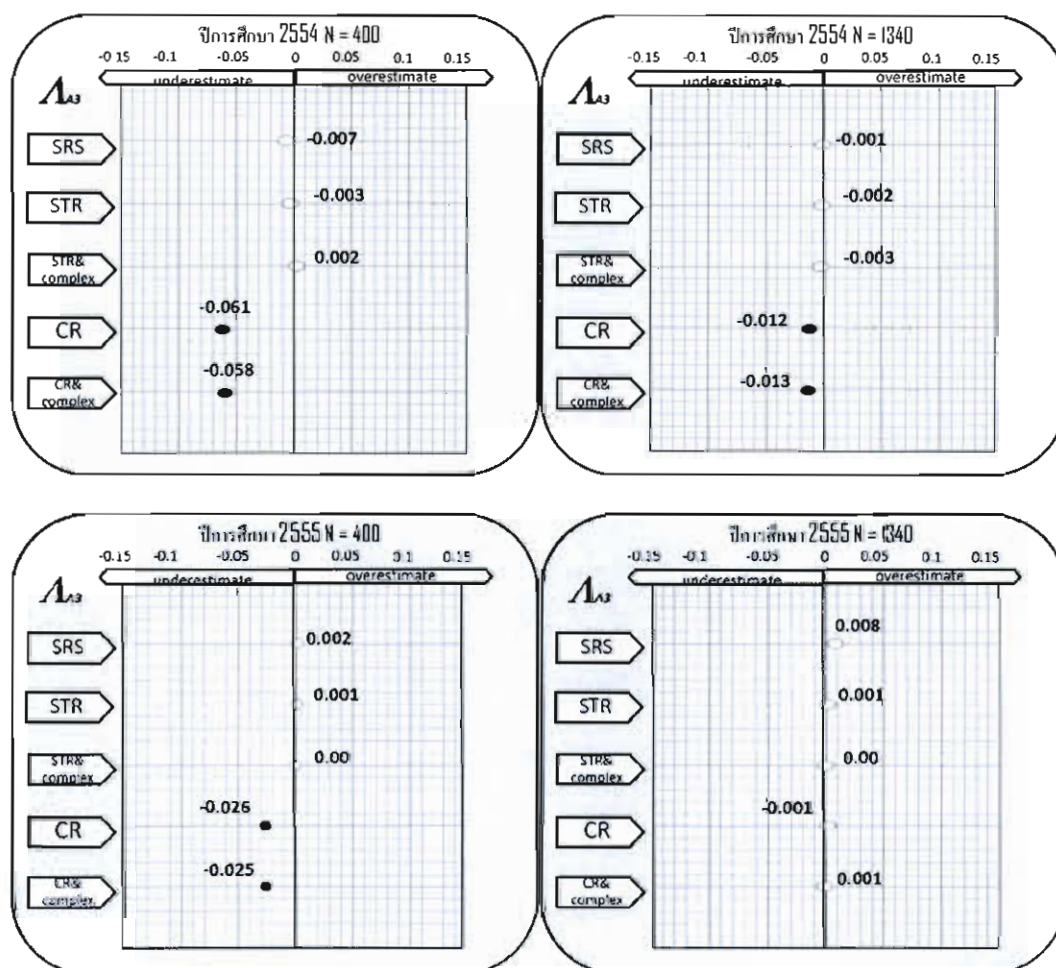 ปีการศึกษา 2554 N = 400
-0.15 -0.1 -0.05 0 0.05 0.1 0.15
underestimate overestimate
ΛA3
SRS -0.007
STR -0.003
STR& complex 0.002
CR -0.061
CR& complex -0.058
ปีการศึกษา 2554 N = 1340
-0.15 -0.1 -0.05 0 0.05 0.1 0.15
underestimate overestimate
ΛA3
SRS -0.001
STR -0.002
STR& complex -0.003
CR -0.012
CR& complex -0.013
ปีการศึกษา 2555 N = 400
-0.15 -0.1 -0.05 0 0.05 0.1 0.15
underestimate overestimate
ΛA3
SRS 0.002
STR 0.001
STR& complex 0.00
CR -0.026
CR& complex -0.025
ปีการศึกษา 2555 N = 1340
-0.15 -0.1 -0.05 0 0.05 0.1 0.15
underestimate overestimate
ΛA3
SRS 0.008
STR 0.001
STR& complex 0.00
CR -0.001
CR& complex 0.001